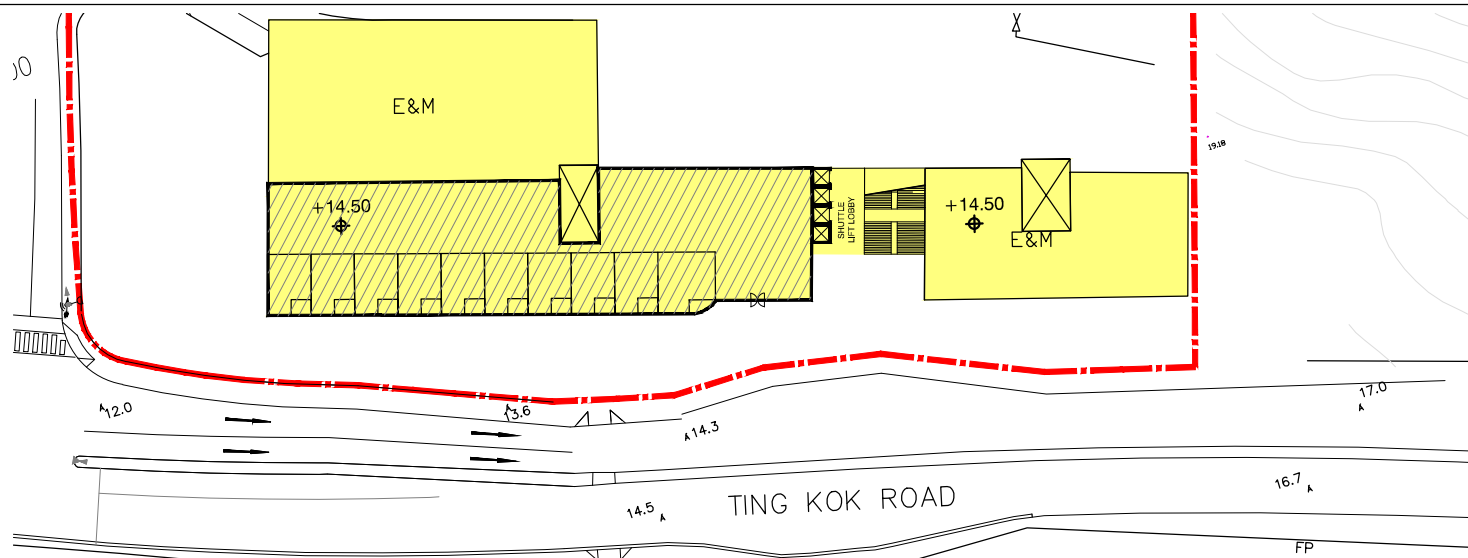 E&M
19.18
+14.50
SHUTTLE
LIFT LOBBY
+14.50
E&M
12.0
13.6
14.3
17.0
14.5
TING KOK ROAD
16.7
FP